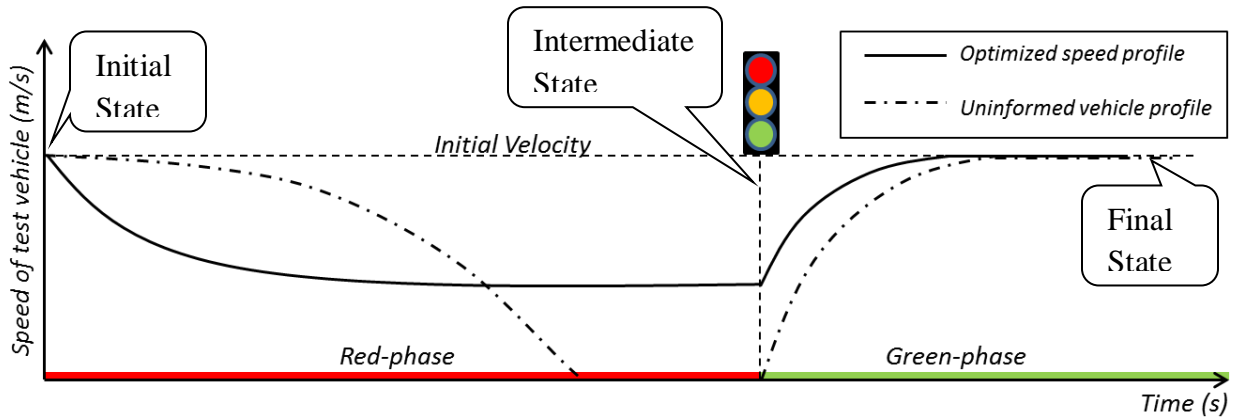 Initial
State
Intermediate
State
Optimized speed profile
Uninformed vehicle profile
Initial Velocity
Speed of test vehicle (m/s)
Final
State
Red-phase
Green-phase
Time (s)